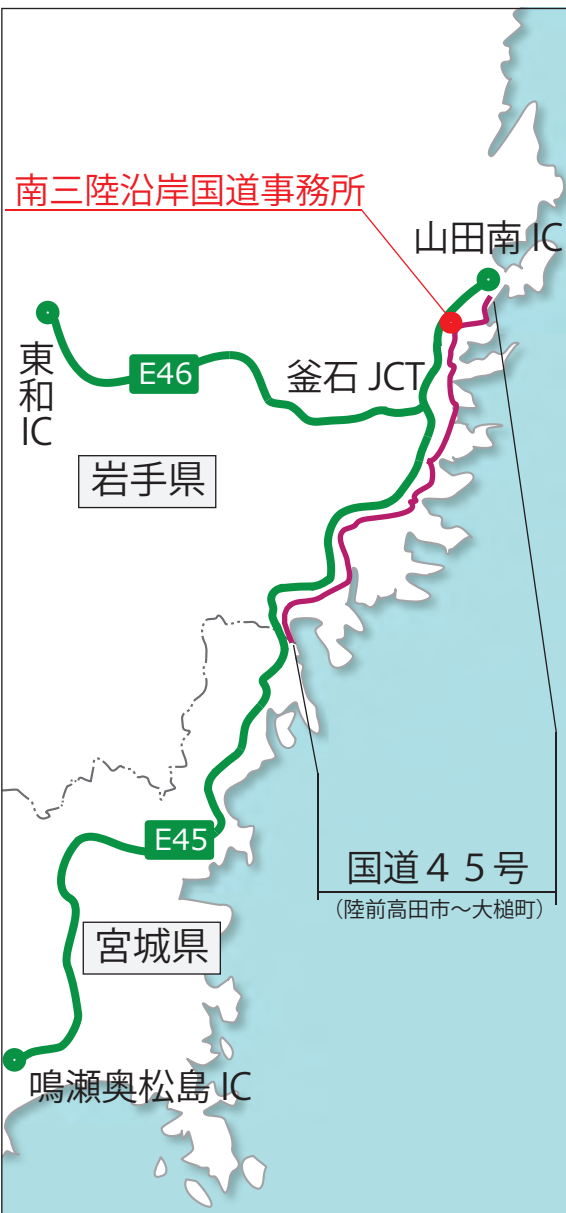 南三陸沿岸国道事務所
山田南 IC
東和IC
E46
釜石 JCT
岩手県
E45
国道４５号
（陸前高田市～大槌町）
宮城県
鳴瀬奥松島 IC